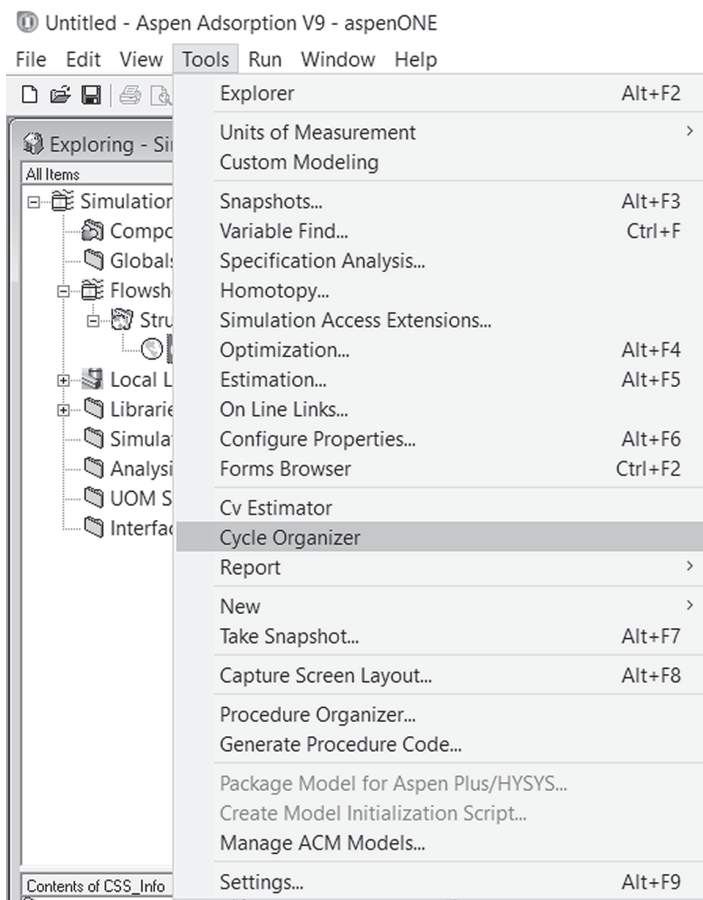 Untitled - Aspen Adsorption V9 - aspenONE
File Edit View Tools Run Window Help
Explorer Alt+F2
Exploring - Si
Units of Measurement
Custom Modeling
All Items
Simulation
Snapshots... Alt+F3
Compo
Variable Find... Ctrl+F
Globals
Specification Analysis...
Flowsh
Homotopy...
Stru
Simulation Access Extensions...
Optimization... Alt+F4
Local L
Estimation... Alt+F5
Librarie
On Line Links...
Simula
Configure Properties... Alt+F6
Analysi
Forms Browser Ctrl+F2
UOM S
Cv Estimator
Interfac
Cycle Organizer
Report
New
Take Snapshot... Alt+F7
Capture Screen Layout... Alt+F8
Procedure Organizer...
Generate Procedure Code...
Package Model for Aspen Plus/HYSYS...
Create Model Initialization Script...
Manage ACM Models...
Contents of CSS_Info
Settings... Alt+F9